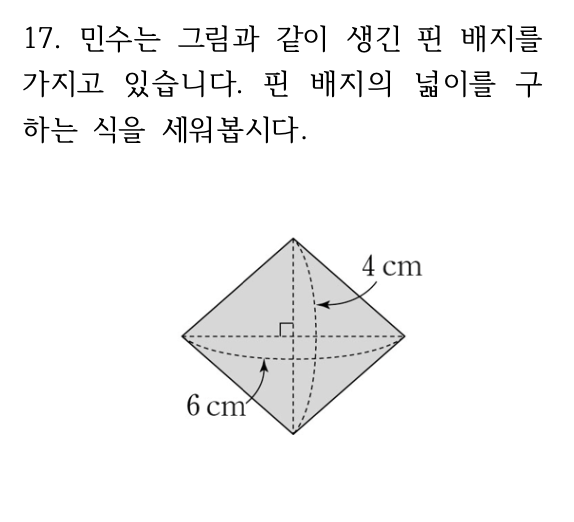 17. 민수는 그림과 같이 생긴 핀 배지를
가지고 있습니다. 핀 배지의 넓이를 구
하는 식을 세워봅시다.
4 cm
6 cm